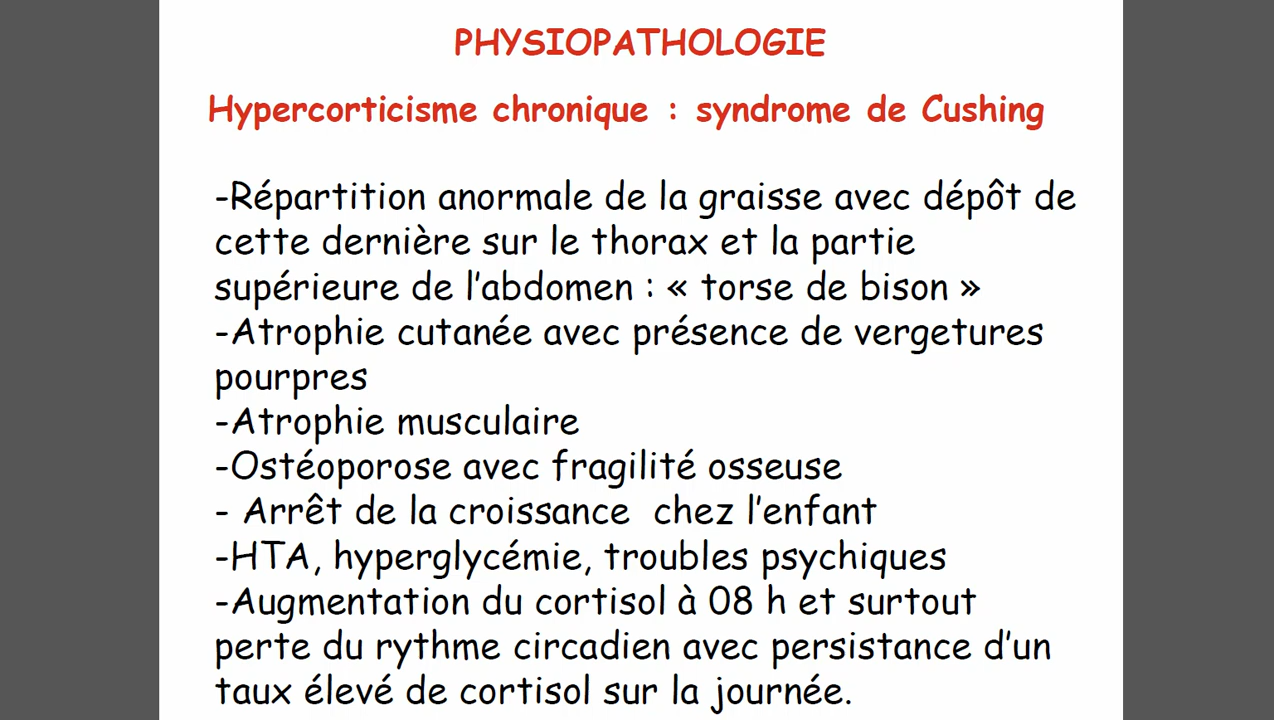 PHYSIOPATHOLOGIE
Hypercorticisme chronique : syndrome de Cushing
-Répartition anormale de la graisse avec dépôt de
cette dernière sur le thorax et la partie
supérieure de l’abdomen : « torse de bison »
-Atrophie cutanée avec présence de vergetures
pourpres
-Atrophie musculaire
-Ostéoporose avec fragilité osseuse
- Arrêt de la croissance  chez l’enfant
-HTA, hyperglycémie, troubles psychiques
-Augmentation du cortisol à 08 h et surtout
perte du rythme circadien avec persistance d’un
taux élevé de cortisol sur la journée.